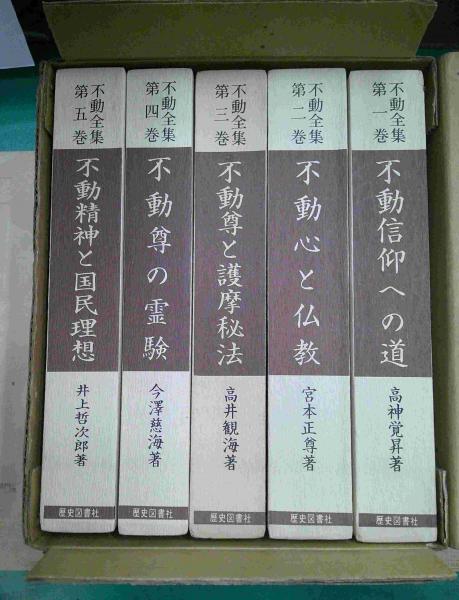 不動全集
第一巻
不動信仰への道
高神覚昇著
歴史図書社
不動全集
第二巻
不動心と仏教
宮本正尊著
歴史図書社
不動全集
第三巻
不動尊と護摩秘法
高井観海著
歴史図書社
不動全集
第四巻
不動尊の霊験
今澤慈海著
歴史図書社
不動全集
第五巻
不動精神と国民理想
井上哲次郎著
歴史図書社